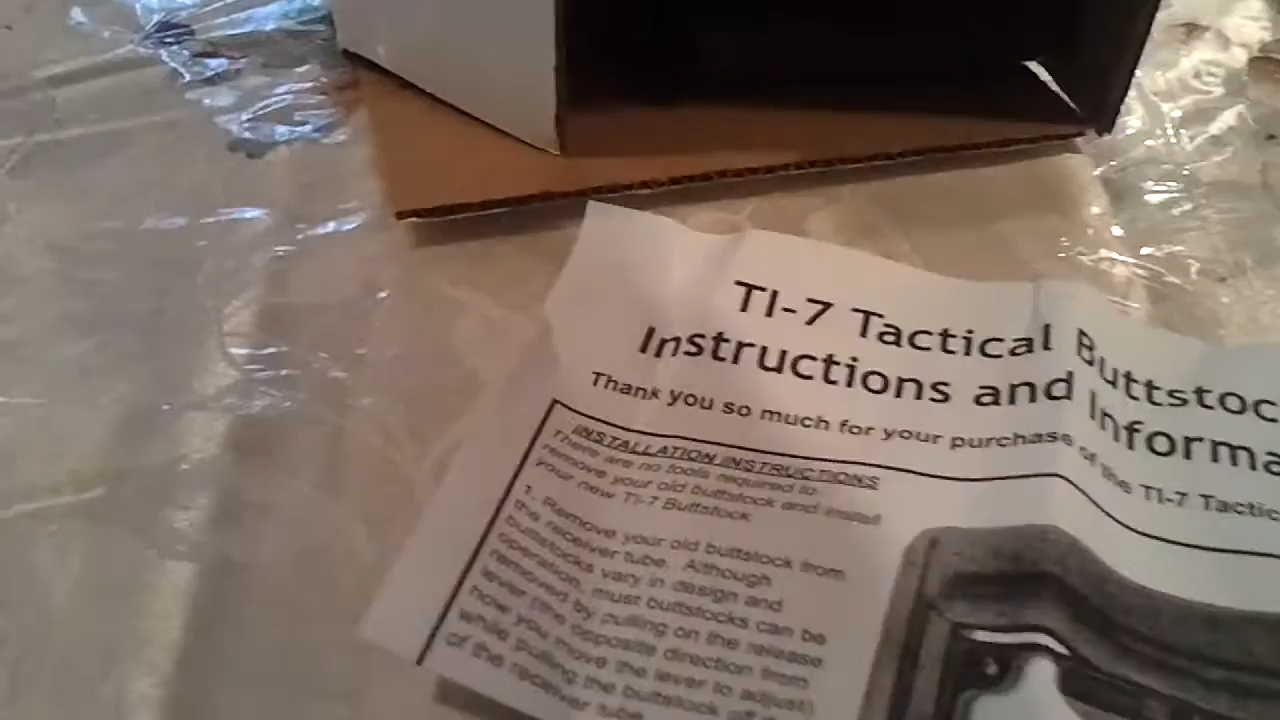 TI-7 Tactical Buttstoc
Instructions and Informa
Thank you so much for your purchase of the TI-7 Tactic
INSTALLATION INSTRUCTIONS
There are no tools required to
remove your old buttstock and install
your new TI-7 Buttstock
1. Remove your old buttstock from
the receiver tube. Although
buttstocks vary in design and
operation, must buttstocks can be
removed by pulling on the release
lever (the opposite direction from
how you move the lever to adjust)
while pulling the buttstock off
of the receiver tube